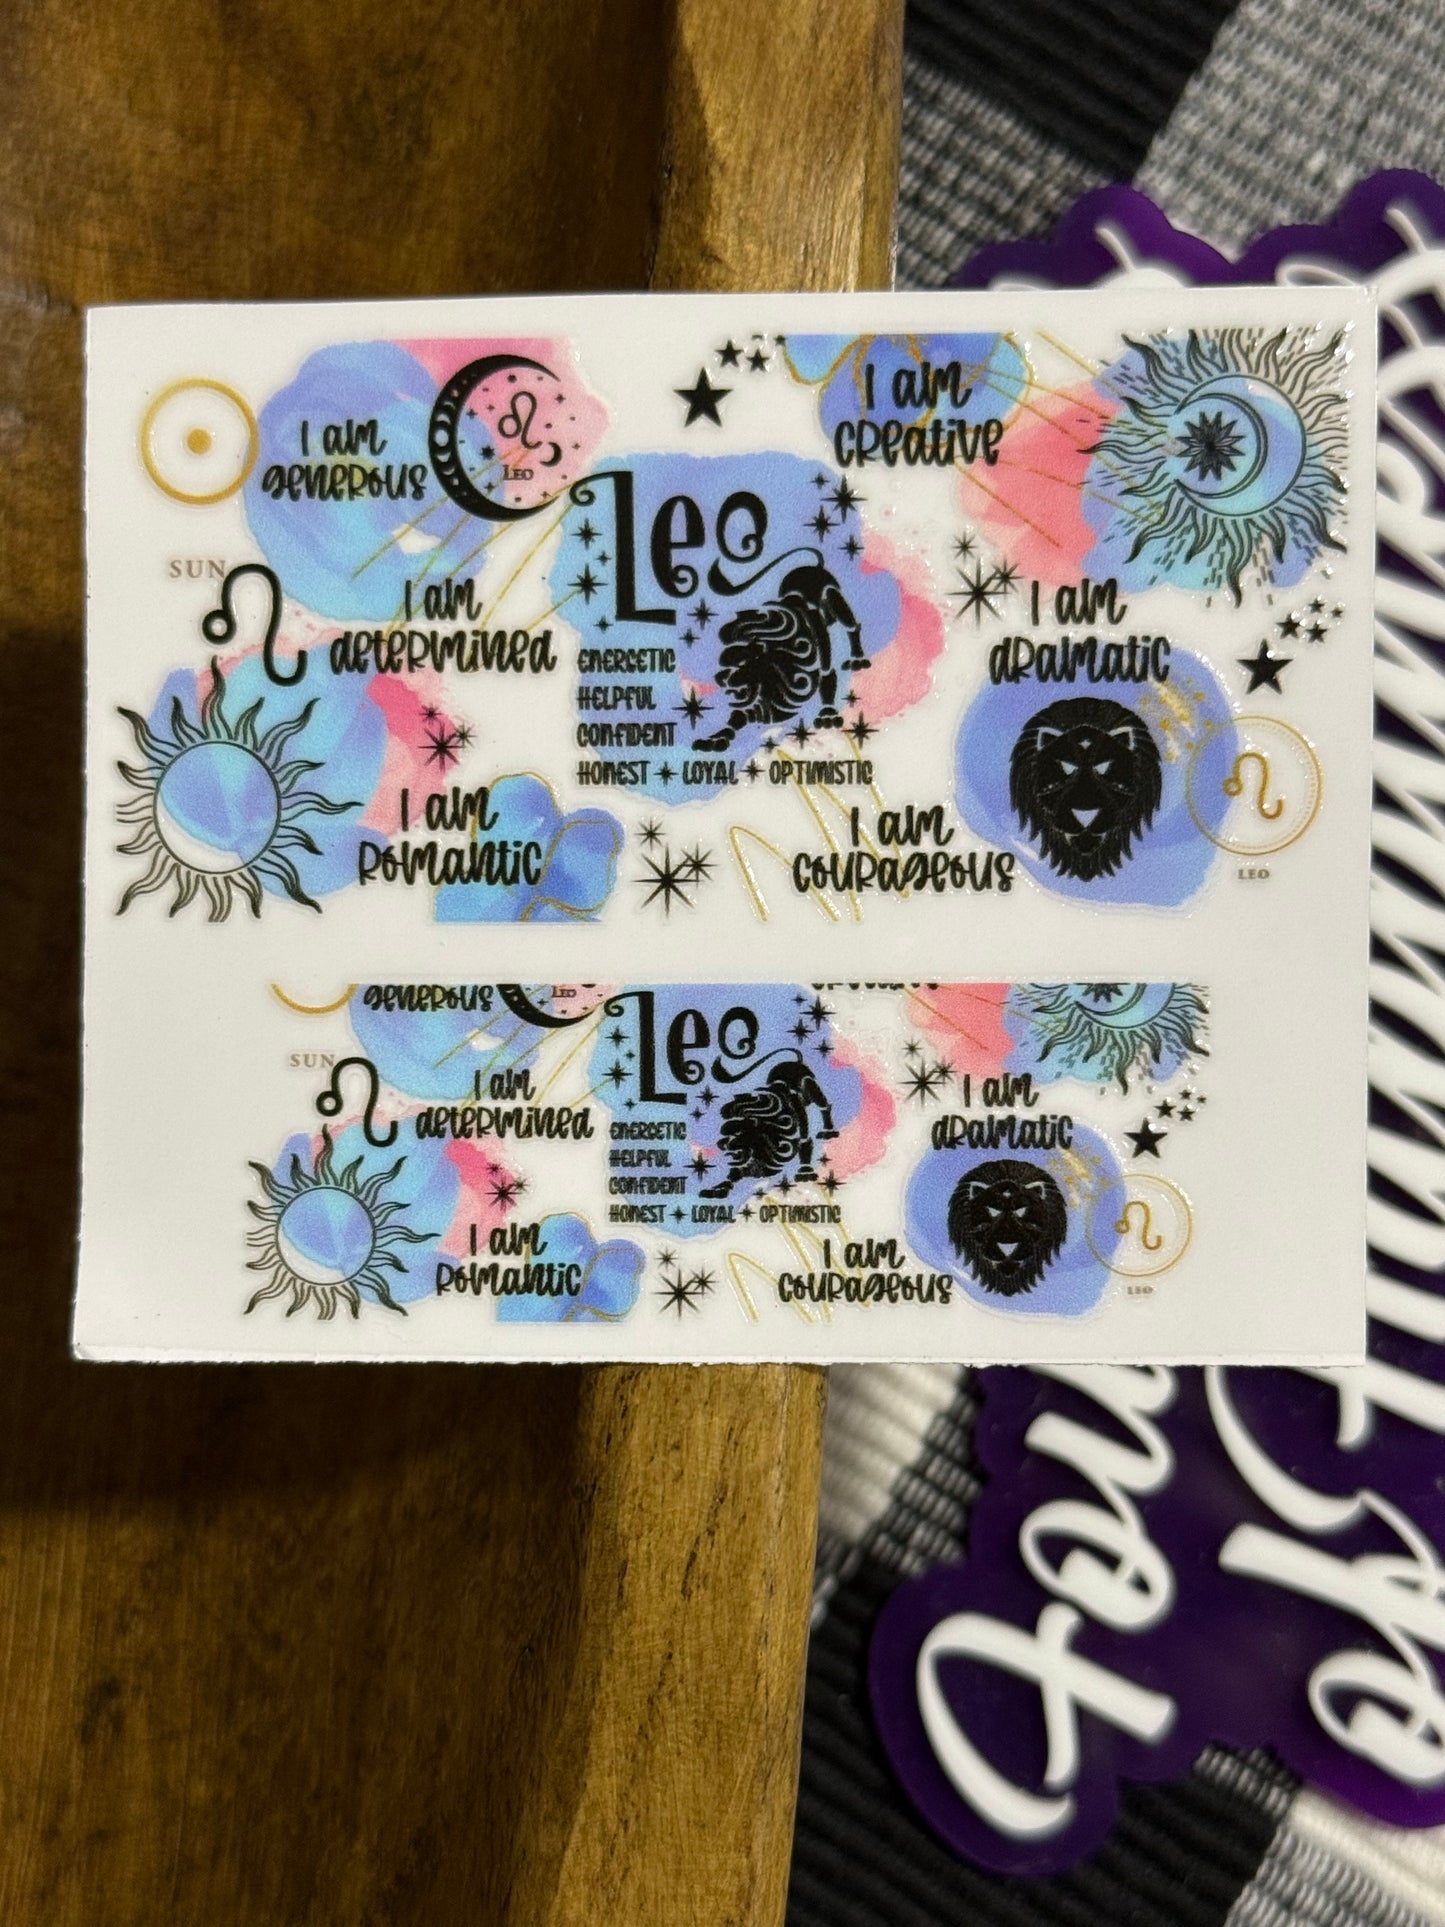 I am
generous
LEO
SUN
I am
determined
I am
romantic
Leo
ENERGETIC
HELPFUL
CONFIDENT
HONEST LOYAL OPTIMISTIC
I am
creative
I am
dramatic
I am
courageous
LEO
generous
LEO
SUN
I am
determined
I am
romantic
Leo
ENERGETIC
HELPFUL
CONFIDENT
HONEST LOYAL OPTIMISTIC
I am
dramatic
I am
courageous
LEO